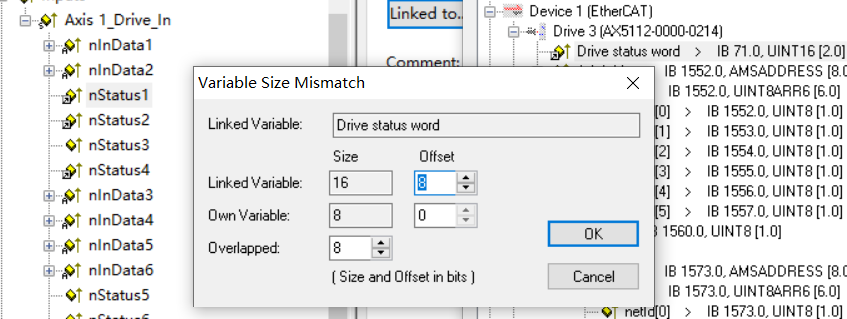 Axis 1_Drive_In
nInData1
nInData2
nStatus1
nStatus2
nStatus3
nStatus4
nInData3
nInData4
nInData5
nInData6
nStatus5
Linked to..
Comment:
Device 1 (EtherCAT)
Drive 3 (AX5112-0000-0214)
Drive status word > IB 71.0, UINT16 [2.0]
IB 1552.0, AMSADDRESS [8.0
IB 1552.0, UINT8ARR6 [6.0]
[0] > IB 1552.0, UINT8 [1.0]
[1] > IB 1553.0, UINT8 [1.0]
[2] > IB 1554.0, UINT8 [1.0]
[3] > IB 1555.0, UINT8 [1.0]
[4] > IB 1556.0, UINT8 [1.0]
[5] > IB 1557.0, UINT8 [1.0]
1560.0, UINT8 [1.0]
IB 1573.0, AMSADDRESS [8.0
IB 1573.0, UINT8ARR6 [6.0]
netId[0] > IB 1573.0, UINT8 [1.0]
Variable Size Mismatch
Linked Variable: Drive status word
Size Offset
Linked Variable: 16 8
Own Variable: 8 0
Overlapped: 8
( Size and Offset in bits )
OK
Cancel